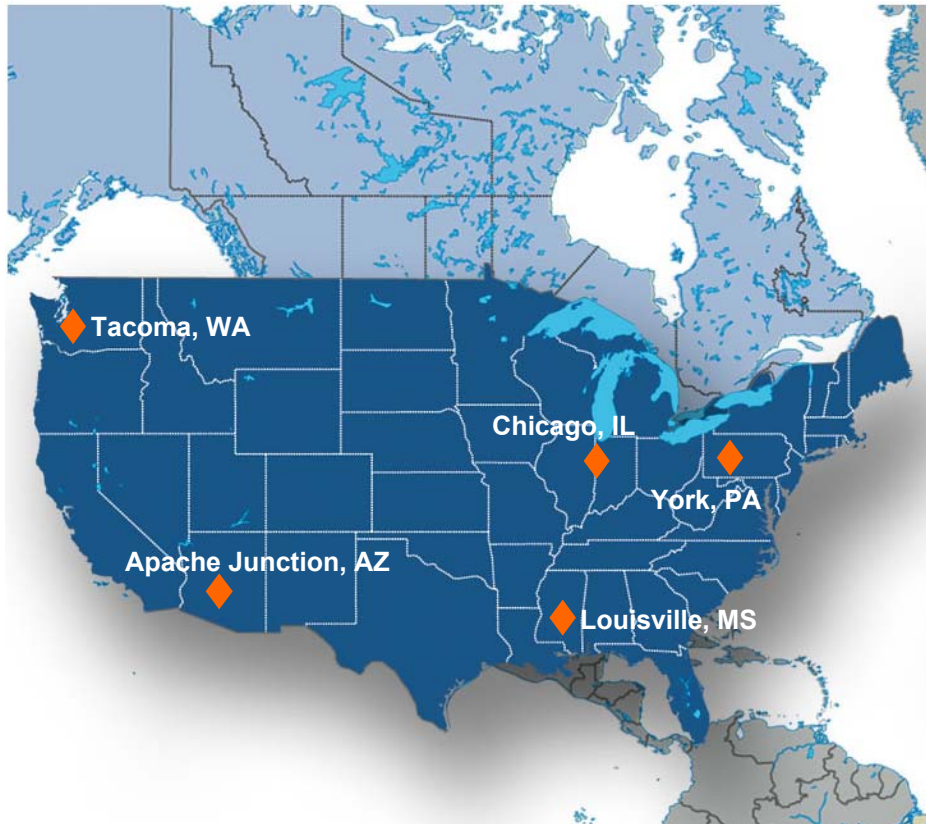 Tacoma, WA
Chicago, IL
York, PA
Apache Junction, AZ
Louisville, MS